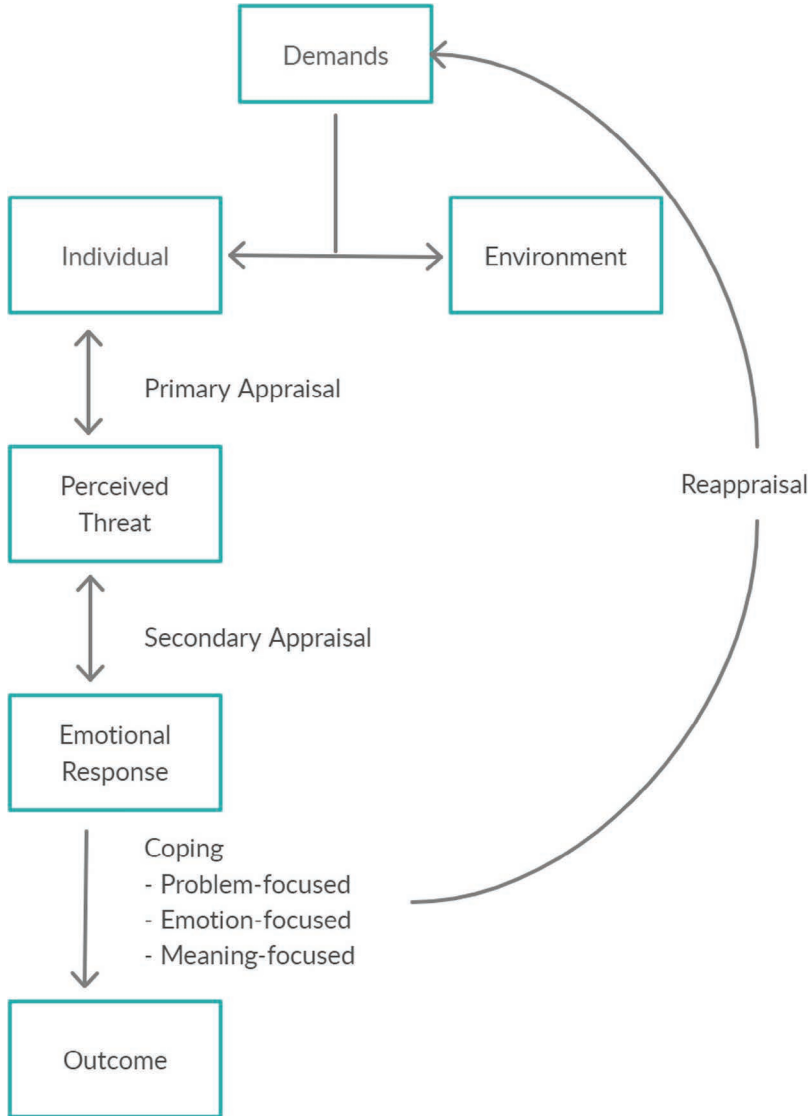 Demands
Individual
Environment
Primary Appraisal
Perceived
Threat
Reappraisal
Secondary Appraisal
Emotional
Response
Coping
- Problem-focused
- Emotion-focused
- Meaning-focused
Outcome